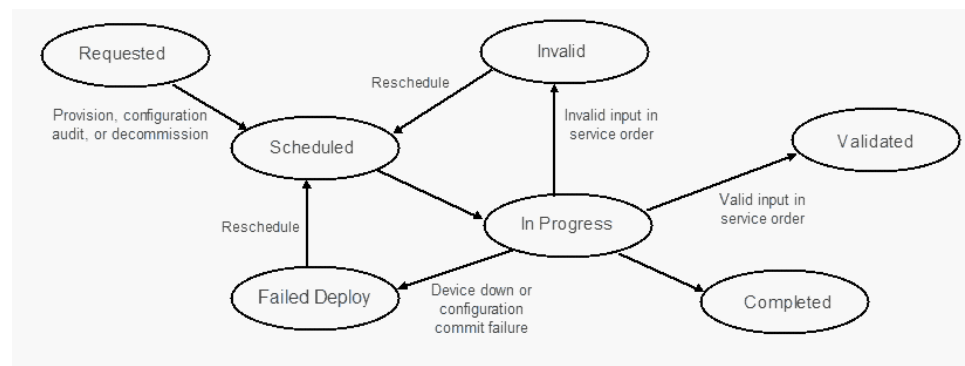 Requested
Invalid
Reschedule
Provision, configuration
audit, or decommission
Invalid input in
service order
Scheduled
Validated
Valid input in
service order
In Progress
Reschedule
Failed Deploy
Device down or
configuration
commit failure
Completed